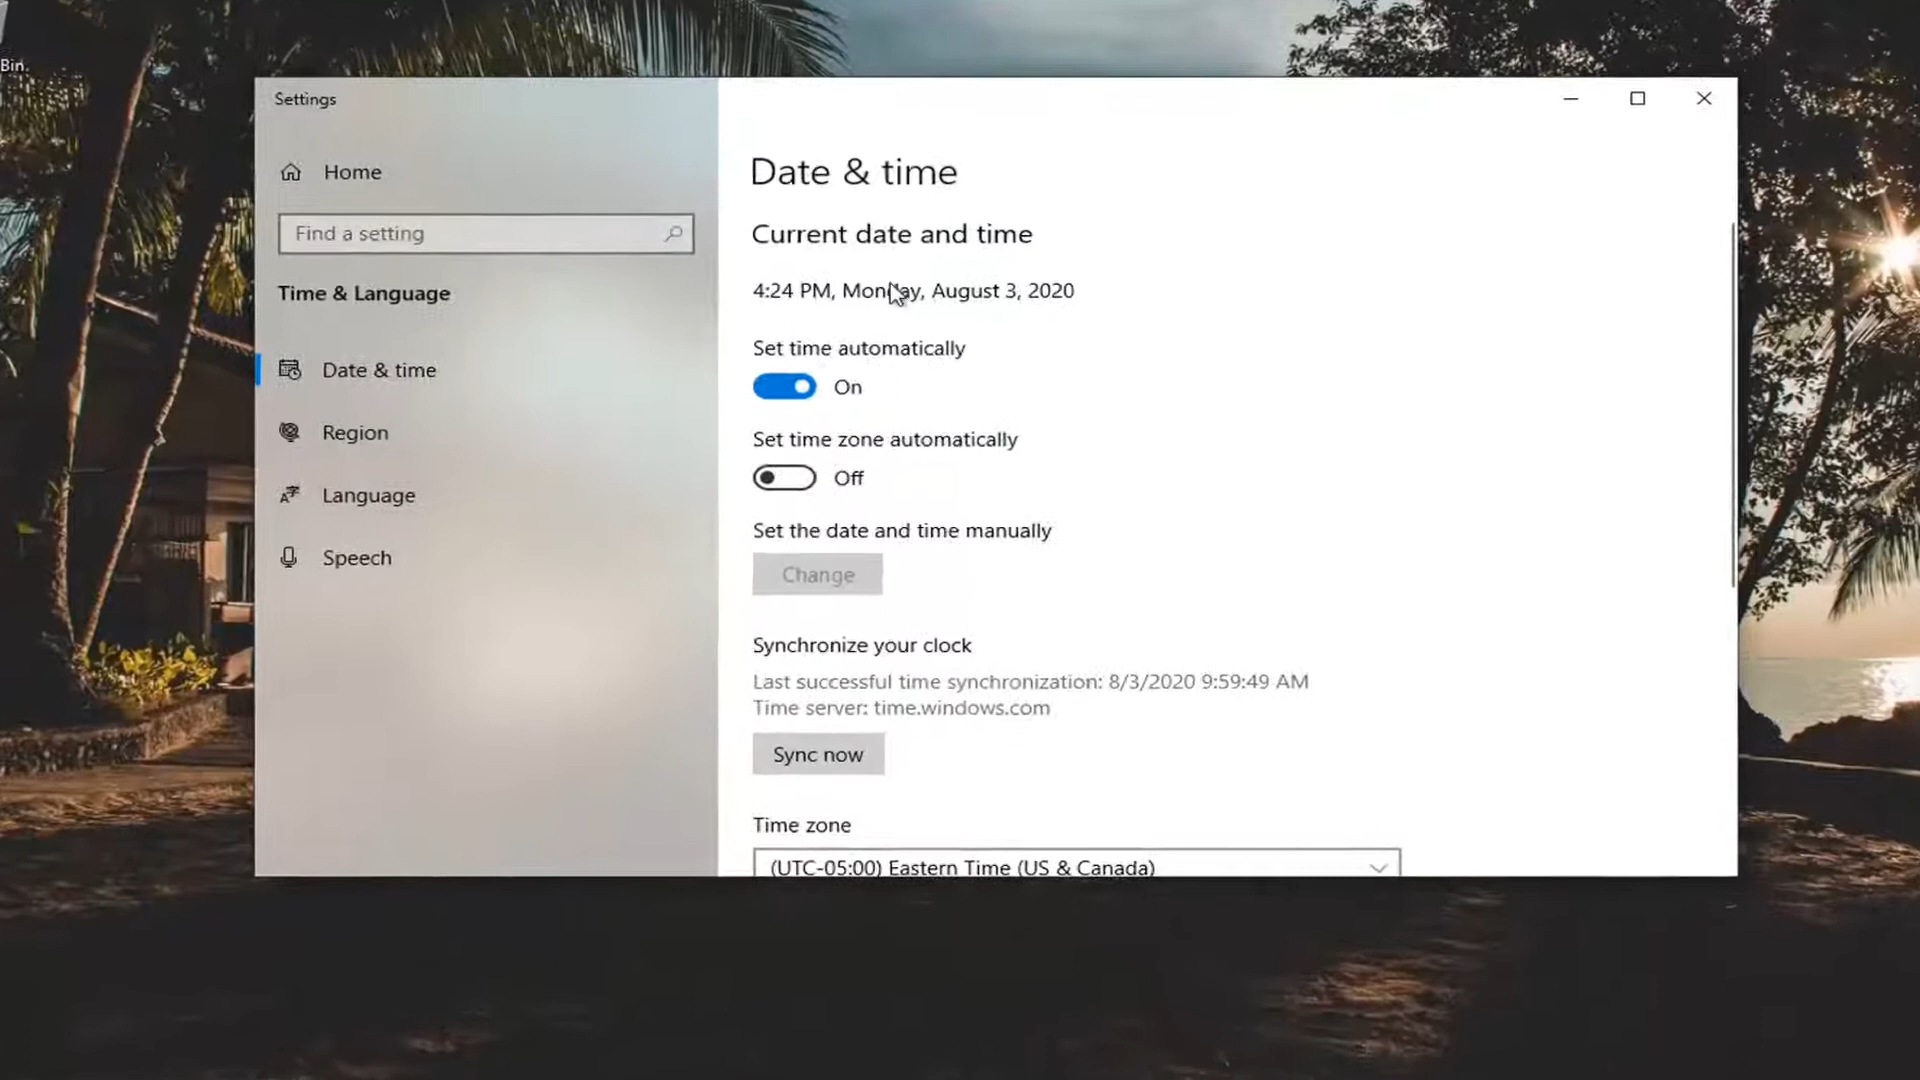 Bin
Settings
Home
Find a setting
Time & Language
Date & time
Region
Language
Speech
Date & time
Current date and time
4:24 PM, Monday, August 3, 2020
Set time automatically
On
Set time zone automatically
Off
Set the date and time manually
Change
Synchronize your clock
Last successful time synchronization: 8/3/2020 9:59:49 AM
Time server: time.windows.com
Sync now
Time zone
(UTC-05:00) Eastern Time (US & Canada)